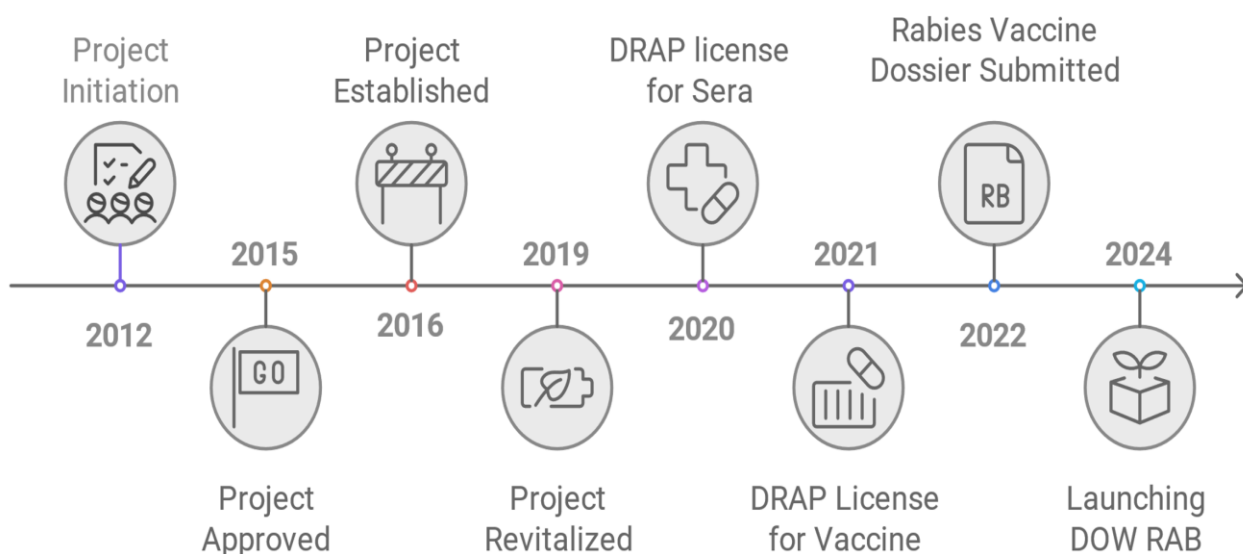 Project
Initiation
2012
2015
Project
Approved
GO
Project
Established
2016
2019
Project
Revitalized
DRAP license
for Sera
2020
2021
DRAP License
for Vaccine
Rabies Vaccine
Dossier Submitted
RB
2022
2024
Launching
DOW RAB